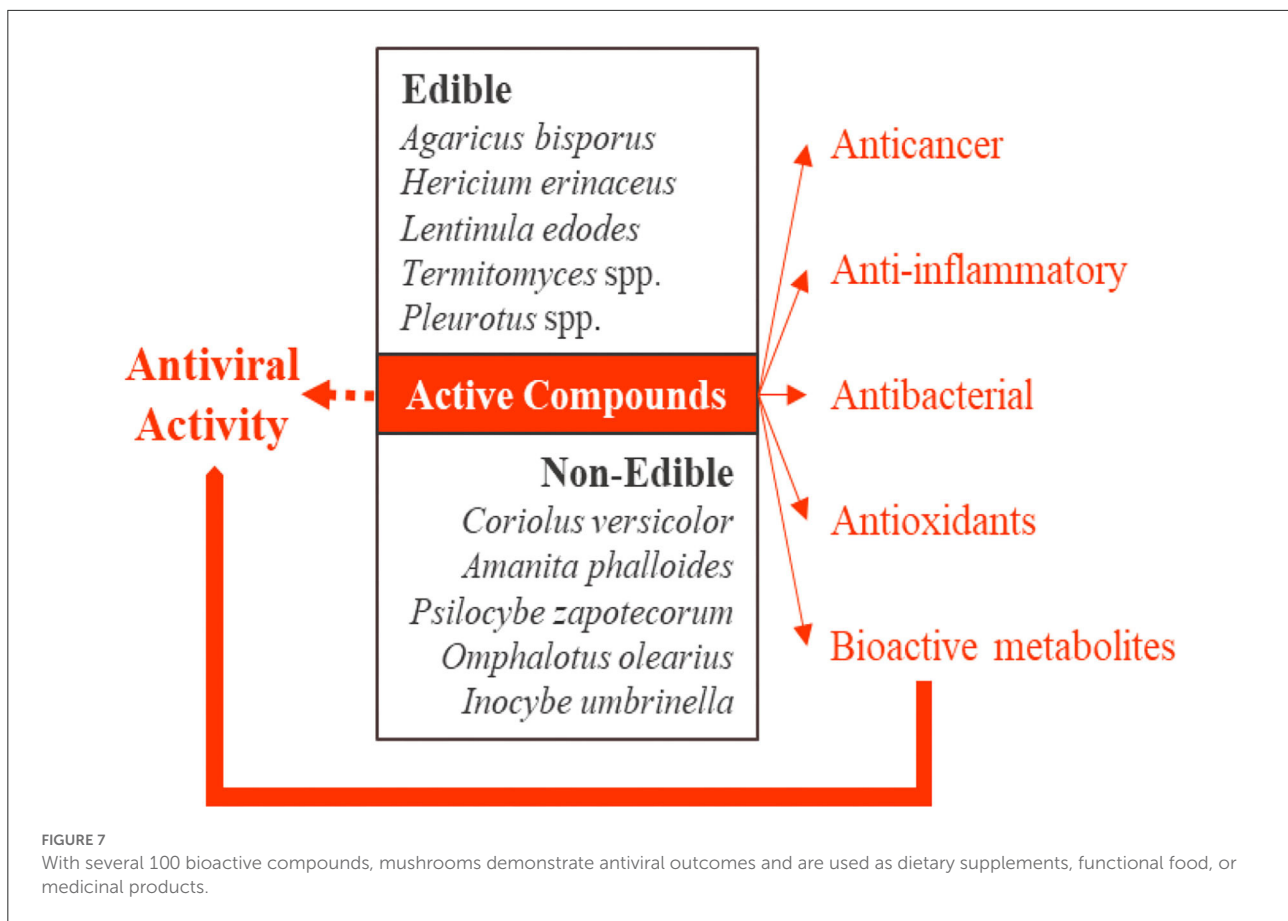 Edible
Agaricus bisporus
Hericium erinaceus
Lentinula edodes
Termitomyces spp.
Pleurotus spp.
Antiviral
Activity
Active Compounds
Non-Edible
Coriolus versicolor
Amanita phalloides
Psilocybe zapotecorum
Omphalotus olearius
Inocybe umbrinella
Anticancer
Anti-inflammatory
Antibacterial
Antioxidants
Bioactive metabolites
FIGURE 7
With several 100 bioactive compounds, mushrooms demonstrate antiviral outcomes and are used as dietary supplements, functional food, or
medicinal products.